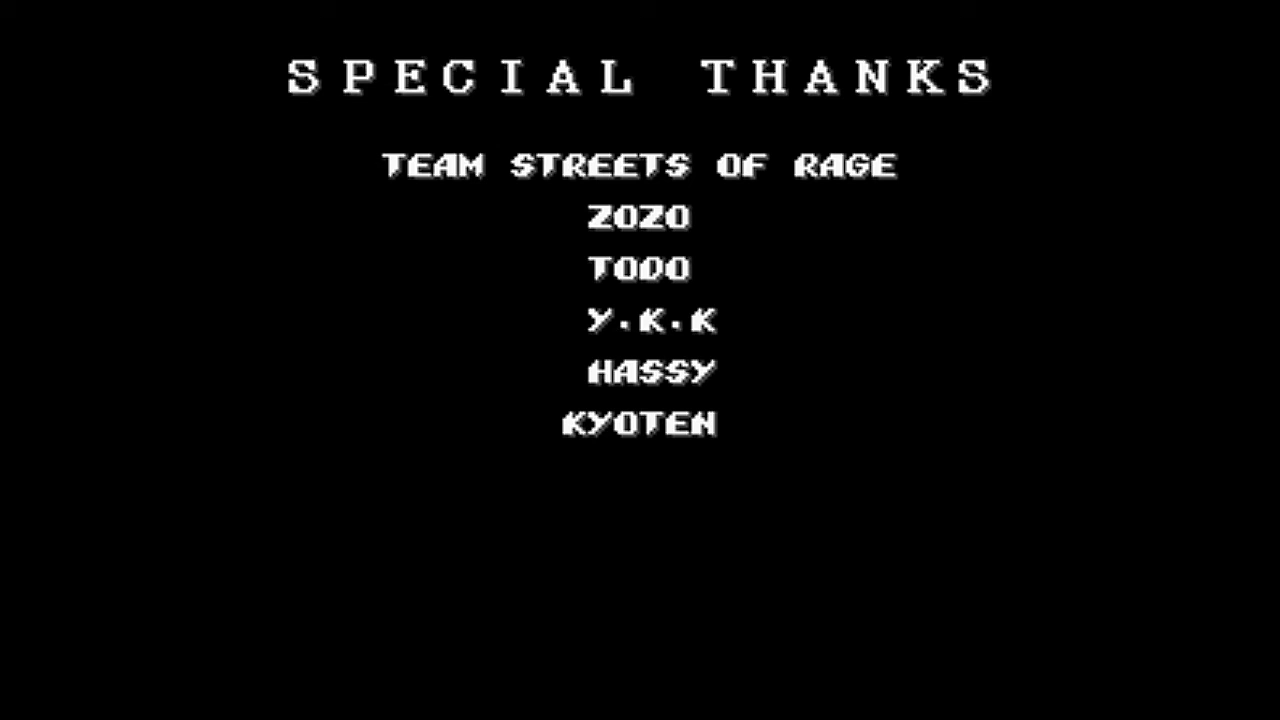 SPECIAL THANKS
TEAM STREETS OF RAGE
ZOZO
TODO
Y.K.K
HASSY
KYOTEN